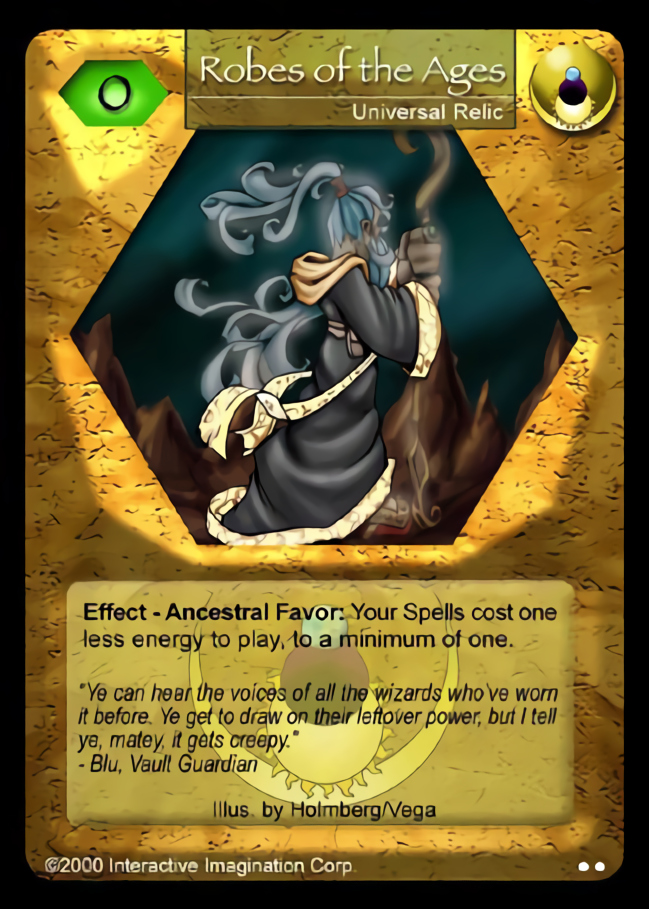 0
Robes of the Ages
Universal Relic
Effect - Ancestral Favor: Your Spells cost one
less energy to play, to a minimum of one.
"Ye can hear the voices of all the wizards who've worn
it before. Ye get to draw on their leftover power, but I tell
ye, matey, it gets creepy."
- Blu, Vault Guardian
Illus. by Holmberg/Vega
©2000 Interactive Imagination Corp.